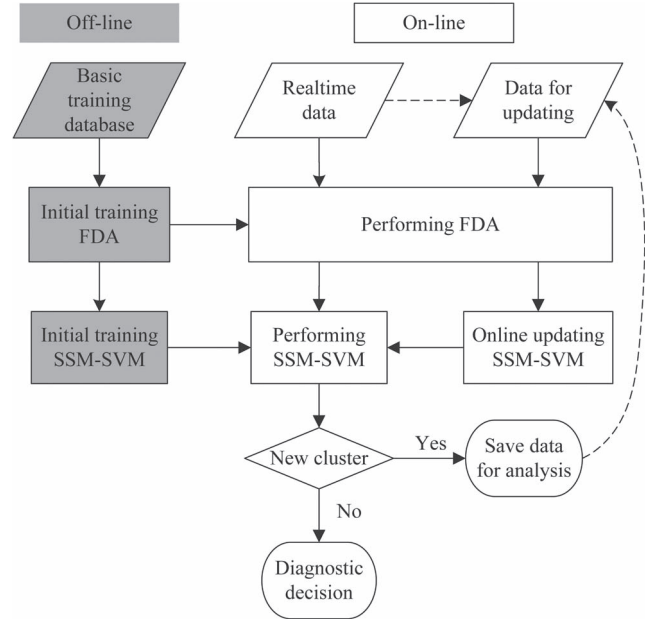 Off-line
On-line
Basic
training
database
Realtime
data
Data for
updating
Initial training
FDA
Performing FDA
Initial training
SSM-SVM
Performing
SSM-SVM
Online updating
SSM-SVM
New cluster
Yes
Save data
for analysis
No
Diagnostic
decision